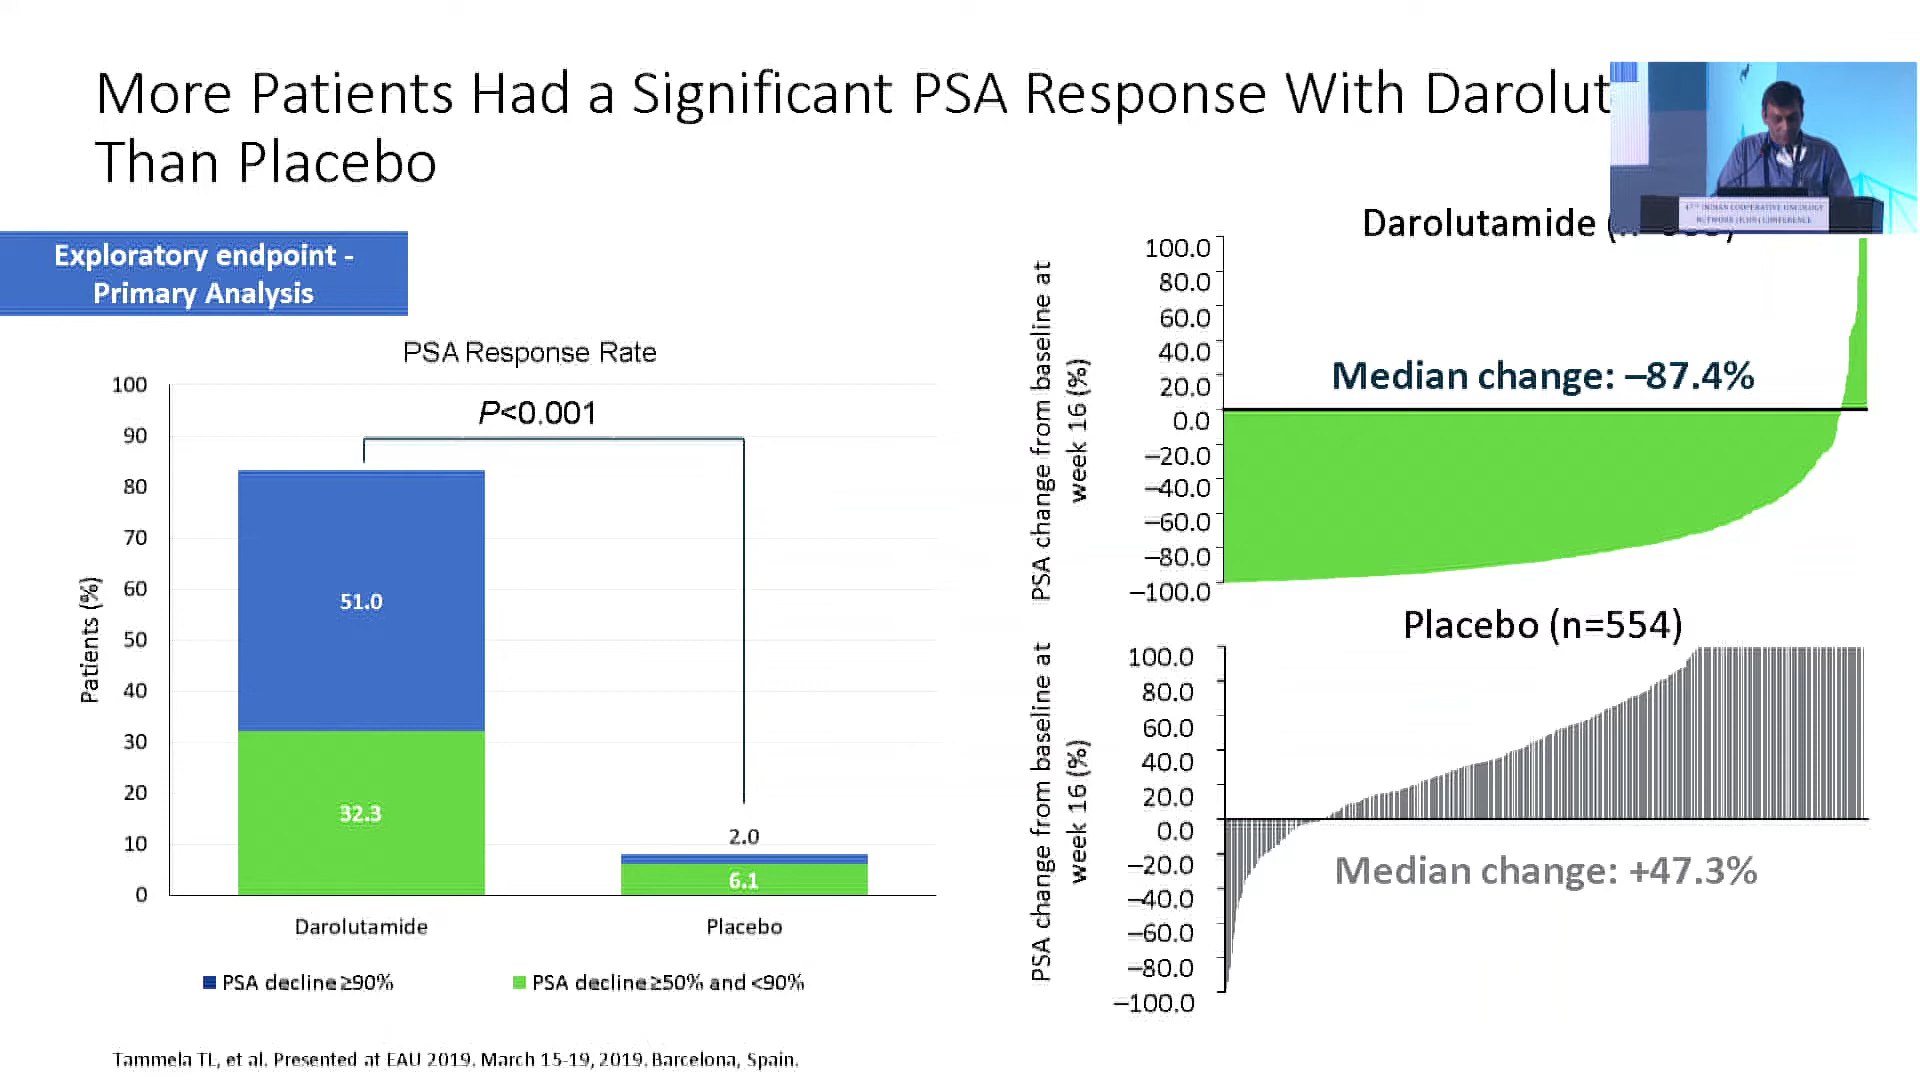 More Patients Had a Significant PSA Response With Darolut
Than Placebo
Exploratory endpoint -
Primary Analysis
PSA Response Rate
P<0.001
Patients (%)
100
90
80
70
60
50
40
30
20
10
0
51.0
32.3
2.0
6.1
Darolutamide
Placebo
PSA decline ≥90%
PSA decline ≥50% and <90%
Darolutamide
PSA change from baseline at
week 16 (%)
100.0
80.0
60.0
40.0
20.0
0.0
–20.0
–40.0
–60.0
–80.0
–100.0
Median change: –87.4%
Placebo (n=554)
PSA change from baseline at
week 16 (%)
100.0
80.0
60.0
40.0
20.0
0.0
–20.0
–40.0
–60.0
–80.0
–100.0
Median change: +47.3%
INDIAN COOPERATIVE ONCOLOGY
NETWORK (ICON) CONFERENCE
Tammela TL, et al. Presented at EAU 2019. March 15-19, 2019. Barcelona, Spain.